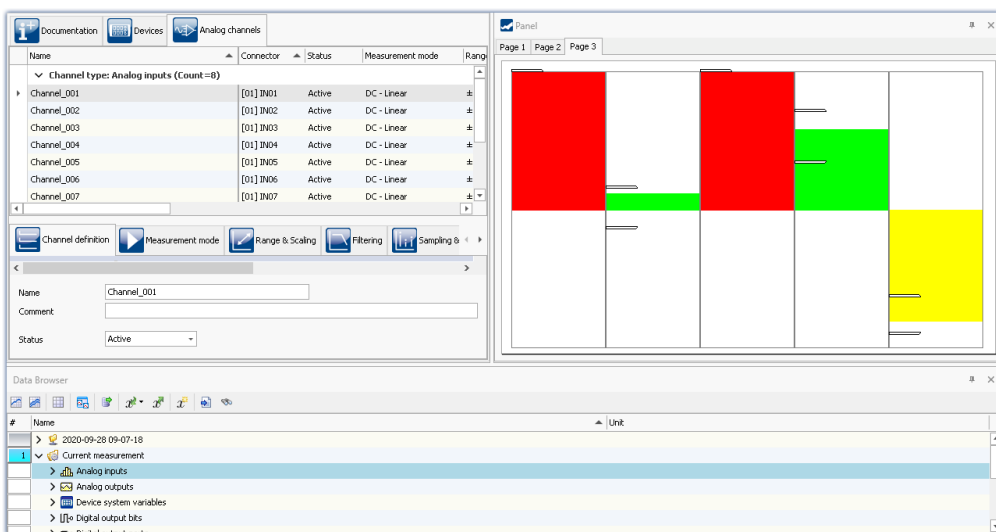 Documentation Devices Analog channels
Name Connector Status Measurement mode Rang
Channel type: Analog inputs (Count=8)
Channel_001 [01] IN01 Active DC - Linear ±
Channel_002 [01] IN02 Active DC - Linear ±
Channel_003 [01] IN03 Active DC - Linear ±
Channel_004 [01] IN04 Active DC - Linear ±
Channel_005 [01] IN05 Active DC - Linear ±
Channel_006 [01] IN06 Active DC - Linear ±
Channel_007 [01] IN07 Active DC - Linear ±
Channel definition Measurement mode Range & Scaling Filtering Sampling &
Name Channel_001
Comment
Status Active
Panel
Page 1 Page 2 Page 3
Data Browser
# Name Unit
2020-09-28 09-07-18
1 Current measurement
Analog inputs
Analog outputs
Device system variables
Digital output bits